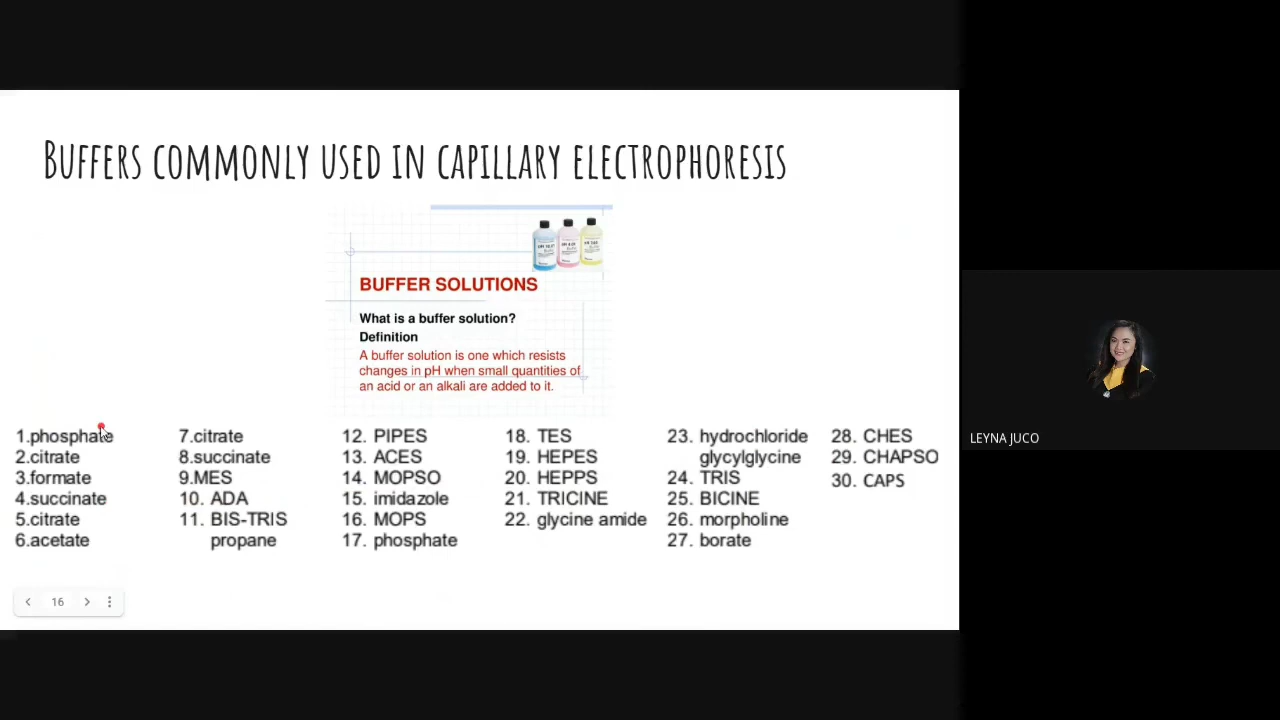 Buffers commonly used in capillary electrophoresis
BUFFER SOLUTIONS
What is a buffer solution?
Definition
A buffer solution is one which resists
changes in pH when small quantities of
an acid or an alkali are added to it.
1.phosphate
2.citrate
3.formate
4.succinate
5.citrate
6.acetate
7.citrate
8.succinate
9.MES
10. ADA
11. BIS-TRIS
propane
12. PIPES
13. ACES
14. MOPSO
15. imidazole
16. MOPS
17. phosphate
18. TES
19. HEPES
20. HEPPS
21. TRICINE
22. glycine amide
23. hydrochloride
glycylglycine
24. TRIS
25. BICINE
26. morpholine
27. borate
28. CHES
29. CHAPSO
30. CAPS
16
LEYNA JUCO